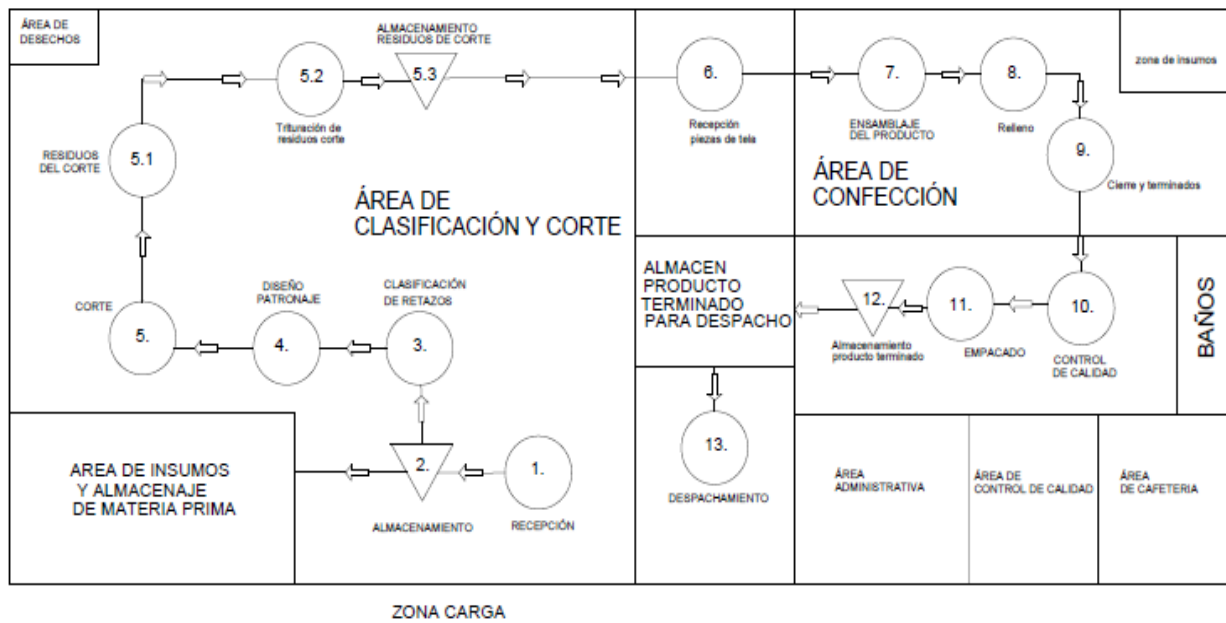 ÁREA DE
DESECHOS
ALMACENAMIENTO
RESIDUOS DE CORTE
5.2
5.3
Trituración de
residuos corte
6.
Recepción
piezas de tela
7.
ENSAMBLAJE
DEL PRODUCTO
8.
Relleno
zona de insumos
9.
Cierre y terminados
RESIDUOS
DEL CORTE
5.1
ÁREA DE
CLASIFICACIÓN Y CORTE
ÁREA DE
CONFECCIÓN
CORTE
5.
DISEÑO
PATRONAJE
4.
CLASIFICACIÓN
DE RETAZOS
3.
ALMACEN
PRODUCTO
TERMINADO
PARA DESPACHO
12.
Almacenamiento
producto terminado
11.
EMPACADO
10.
CONTROL
DE CALIDAD
BAÑOS
AREA DE INSUMOS
Y ALMACENAJE
DE MATERIA PRIMA
2.
ALMACENAMIENTO
1.
RECEPCIÓN
13.
DESPACHAMIENTO
ÁREA
ADMINISTRATIVA
ÁREA DE
CONTROL DE CALIDAD
ÁREA
DE CAFETERIA
ZONA CARGA